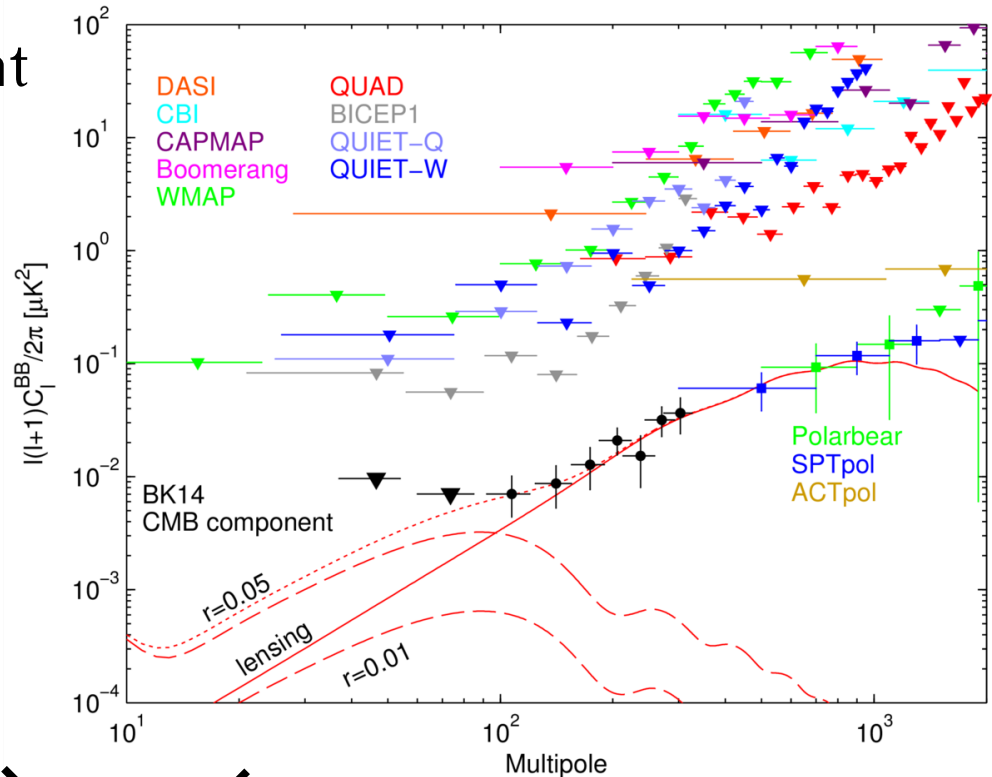 nt
10²
10¹
10⁰
10⁻¹
10⁻²
10⁻³
10⁻⁴
l(l+1)C_l^BB/2π [μK²]
DASI
CBI
CAPMAP
Boomerang
WMAP
QUAD
BICEP1
QUIET−Q
QUIET−W
Polarbear
SPTpol
ACTpol
BK14
CMB component
r=0.05
lensing
r=0.01
10¹
10²
10³
Multipole